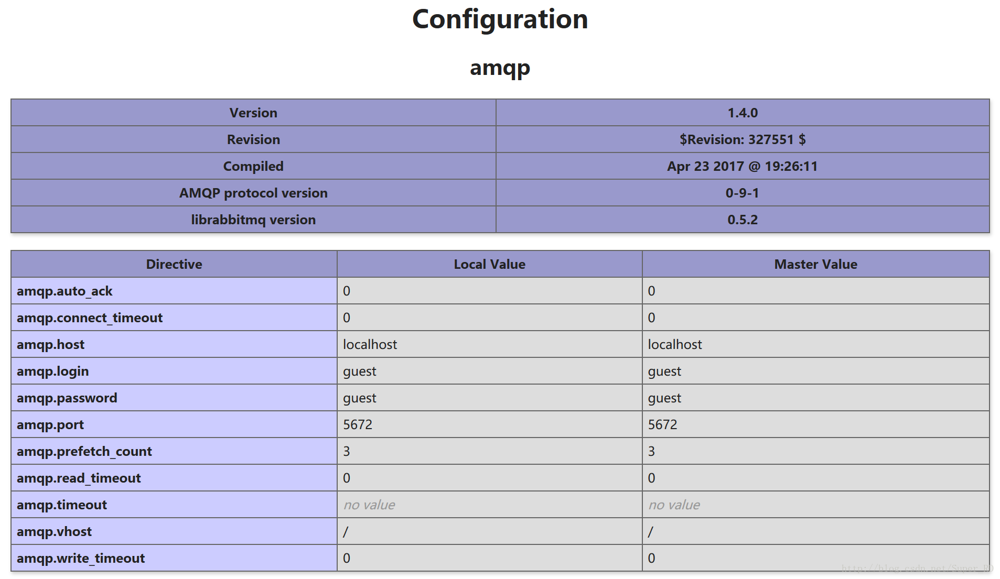 Configuration
amqp
Version 1.4.0
Revision $Revision: 327551 $
Compiled Apr 23 2017 @ 19:26:11
AMQP protocol version 0-9-1
librabbitmq version 0.5.2
Directive Local Value Master Value
amqp.auto_ack 0 0
amqp.connect_timeout 0 0
amqp.host localhost localhost
amqp.login guest guest
amqp.password guest guest
amqp.port 5672 5672
amqp.prefetch_count 3 3
amqp.read_timeout 0 0
amqp.timeout no value no value
amqp.vhost / /
amqp.write_timeout 0 0
http://blog.csdn.net/Super_RD